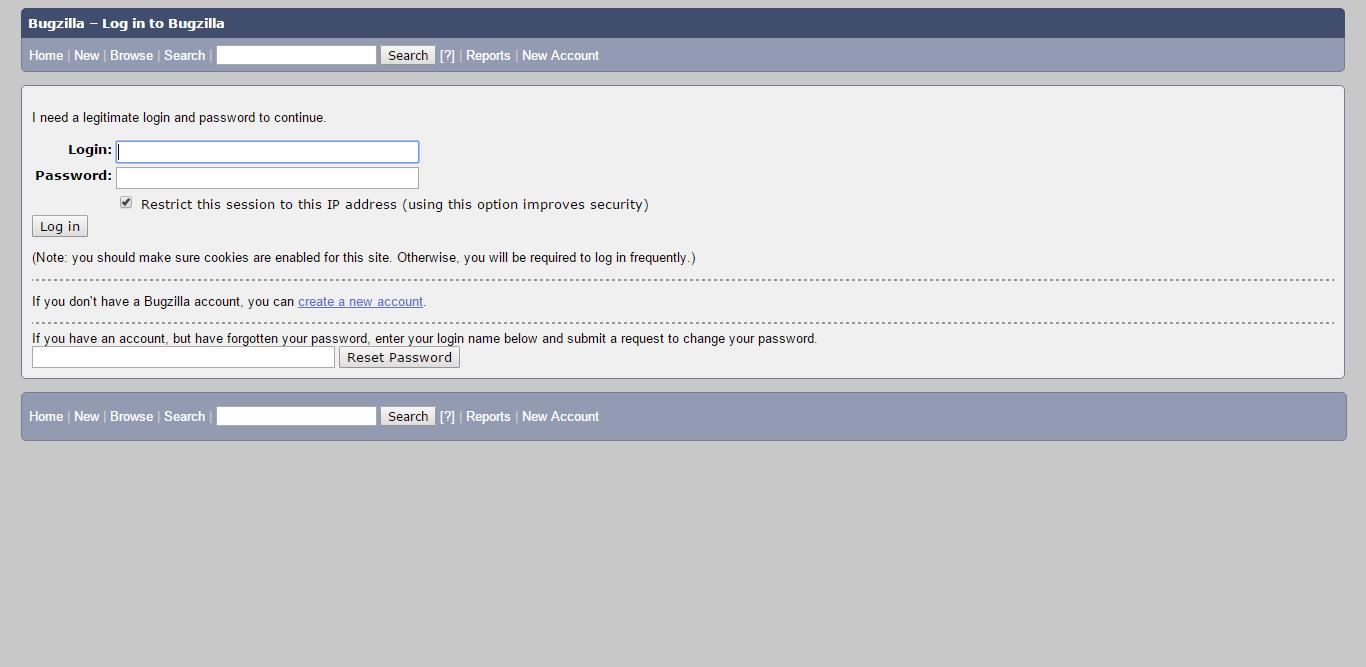 Bugzilla – Log in to Bugzilla
Home | New | Browse | Search | Search [?] | Reports | New Account
I need a legitimate login and password to continue.
Login:
Password:
Restrict this session to this IP address (using this option improves security)
Log in
(Note: you should make sure cookies are enabled for this site. Otherwise, you will be required to log in frequently.)
If you don't have a Bugzilla account, you can create a new account.
If you have an account, but have forgotten your password, enter your login name below and submit a request to change your password.
Reset Password
Home | New | Browse | Search | Search [?] | Reports | New Account